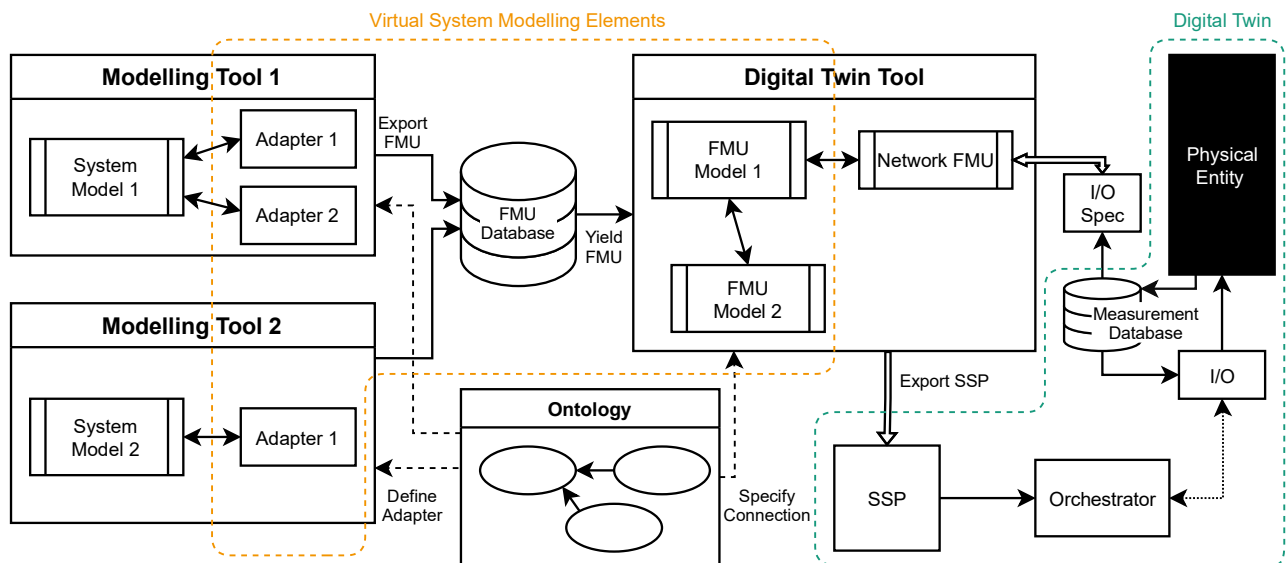 Virtual System Modelling Elements
Digital Twin
Modelling Tool 1
System
Model 1
Adapter 1
Adapter 2
Export
FMU
FMU
Database
Yield
FMU
Digital Twin Tool
FMU
Model 1
Network FMU
FMU
Model 2
I/O
Spec
Physical
Entity
Measurement
Database
I/O
Modelling Tool 2
System
Model 2
Adapter 1
Define
Adapter
Ontology
Specify
Connection
Export SSP
SSP
Orchestrator